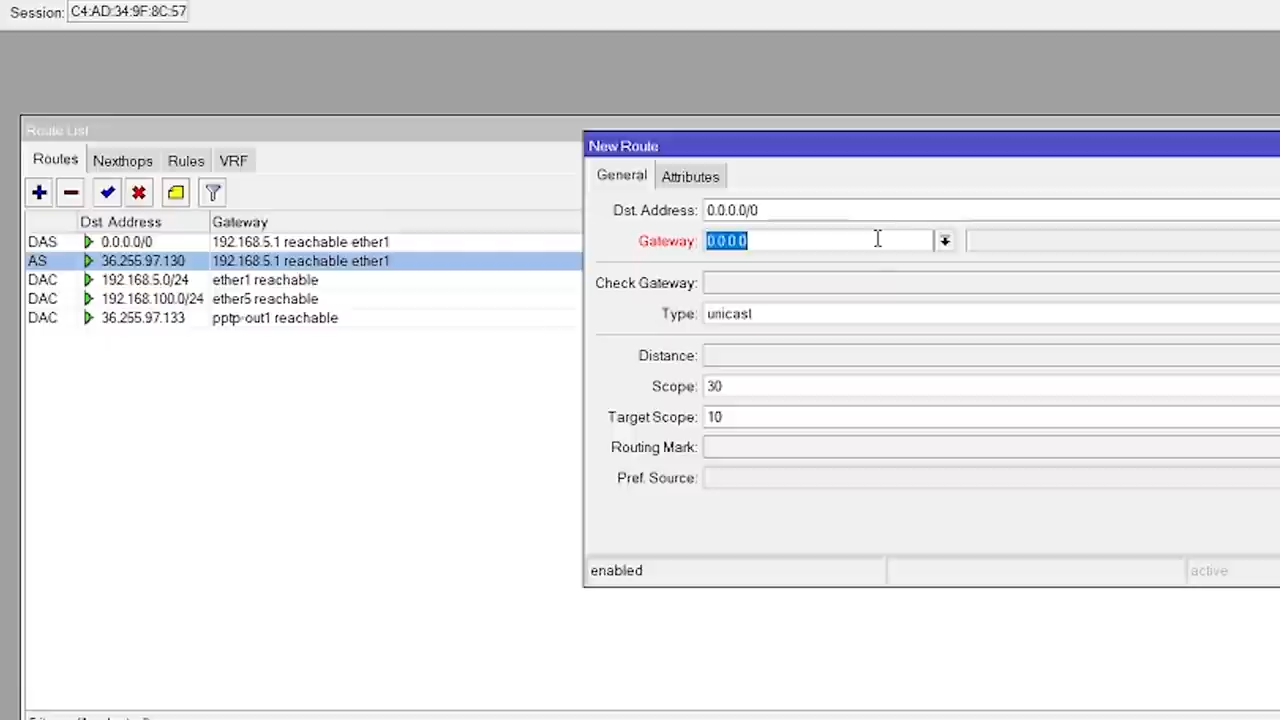 Session: C4:AD:34:9F:8C:57
Route List
Routes Nexthops Rules VRF
Dst. Address Gateway
DAS 0.0.0.0/0 192.168.5.1 reachable ether1
AS 36.255.97.130 192.168.5.1 reachable ether1
DAC 192.168.5.0/24 ether1 reachable
DAC 192.168.100.0/24 ether5 reachable
DAC 36.255.97.133 pptp-out1 reachable
New Route
General Attributes
Dst. Address: 0.0.0.0/0
Gateway: 0.0.0.0
Check Gateway:
Type: unicast
Distance:
Scope: 30
Target Scope: 10
Routing Mark:
Pref. Source:
enabled active